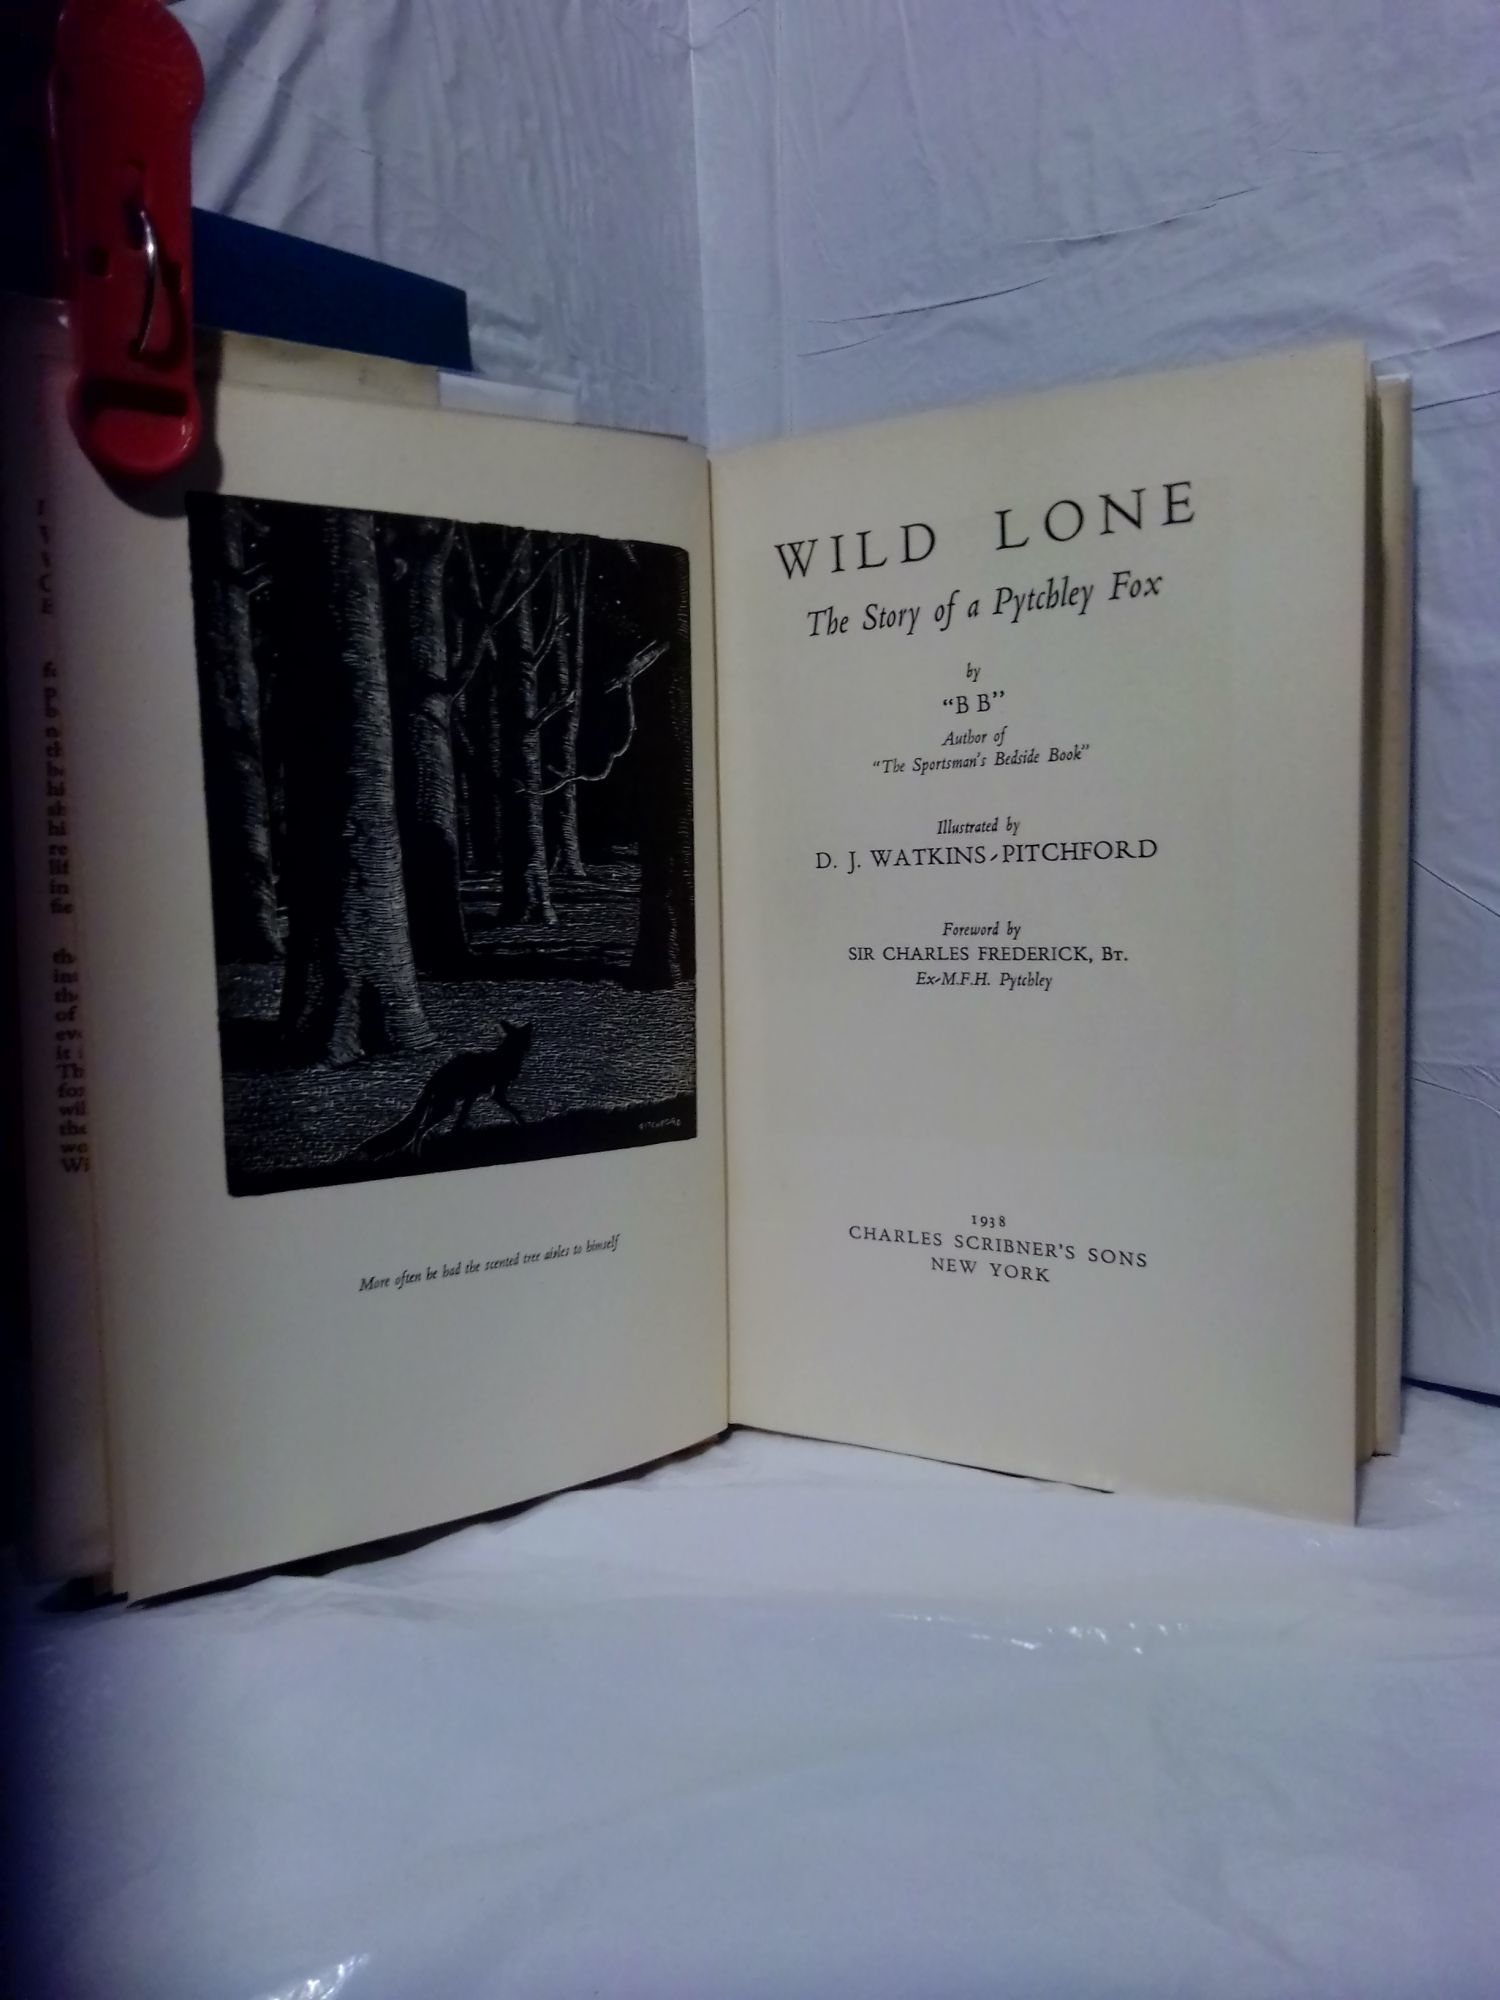 PITCHFORD
More often he had the scented tree aisles to himself
WILD LONE
The Story of a Pytchley Fox
by
"B B"
Author of
"The Sportsman's Bedside Book"
Illustrated by
D. J. WATKINS-PITCHFORD
Foreword by
SIR CHARLES FREDERICK, BT.
Ex-M.F.H. Pytchley
1938
CHARLES SCRIBNER'S SONS
NEW YORK